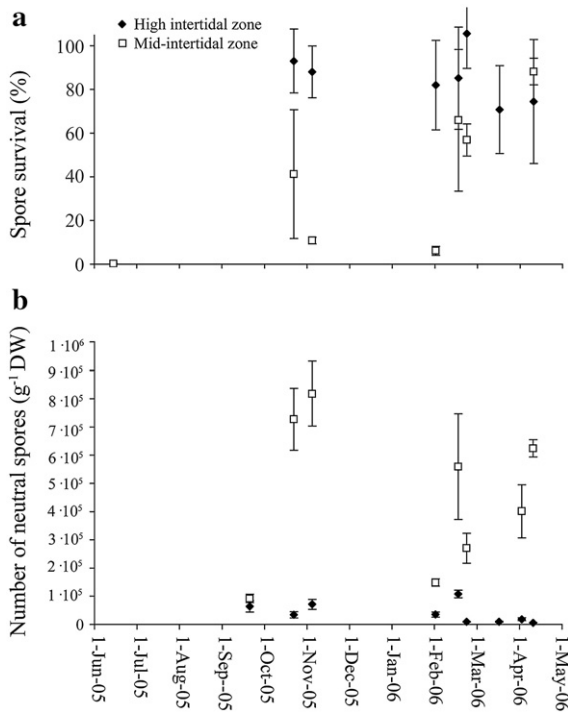 a
High intertidal zone
Mid-intertidal zone
Spore survival (%)
100
80
60
40
20
0
b
Number of neutral spores (g⁻¹ DW)
1·10⁶
9·10⁵
8·10⁵
7·10⁵
6·10⁵
5·10⁵
4·10⁵
3·10⁵
2·10⁵
1·10⁵
0
1-Jun-05
1-Jul-05
1-Aug-05
1-Sep--05
1-Oct-05
1-Nov-05
1-Dec-05
1-Jan-06
1-Feb-06
1-Mar-06
1-Apr-06
1-May-06